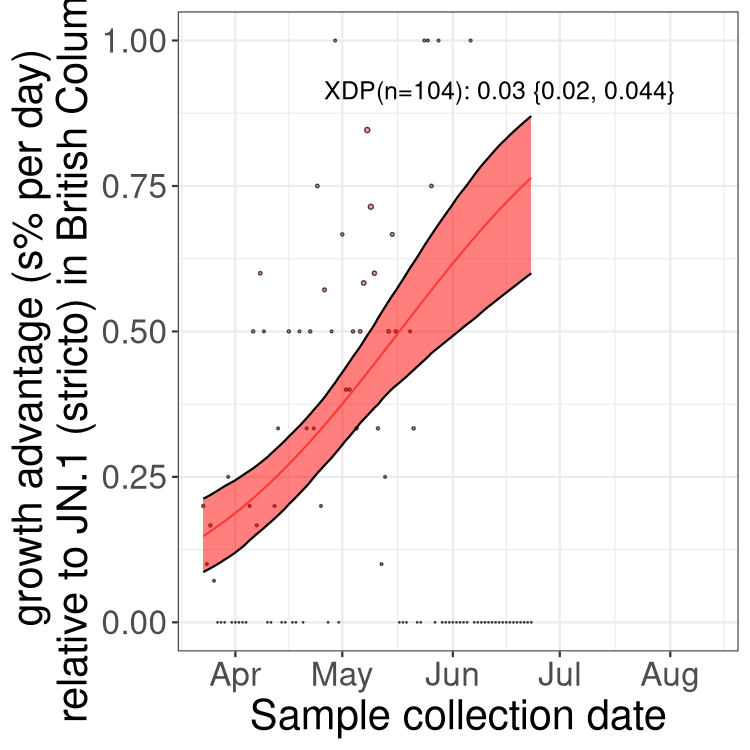 growth advantage (s% per day)
relative to JN.1 (stricto) in British Colum
1.00
0.75
0.50
0.25
0.00
XDP(n=104): 0.03 {0.02, 0.044}
Apr May Jun Jul Aug
Sample collection date